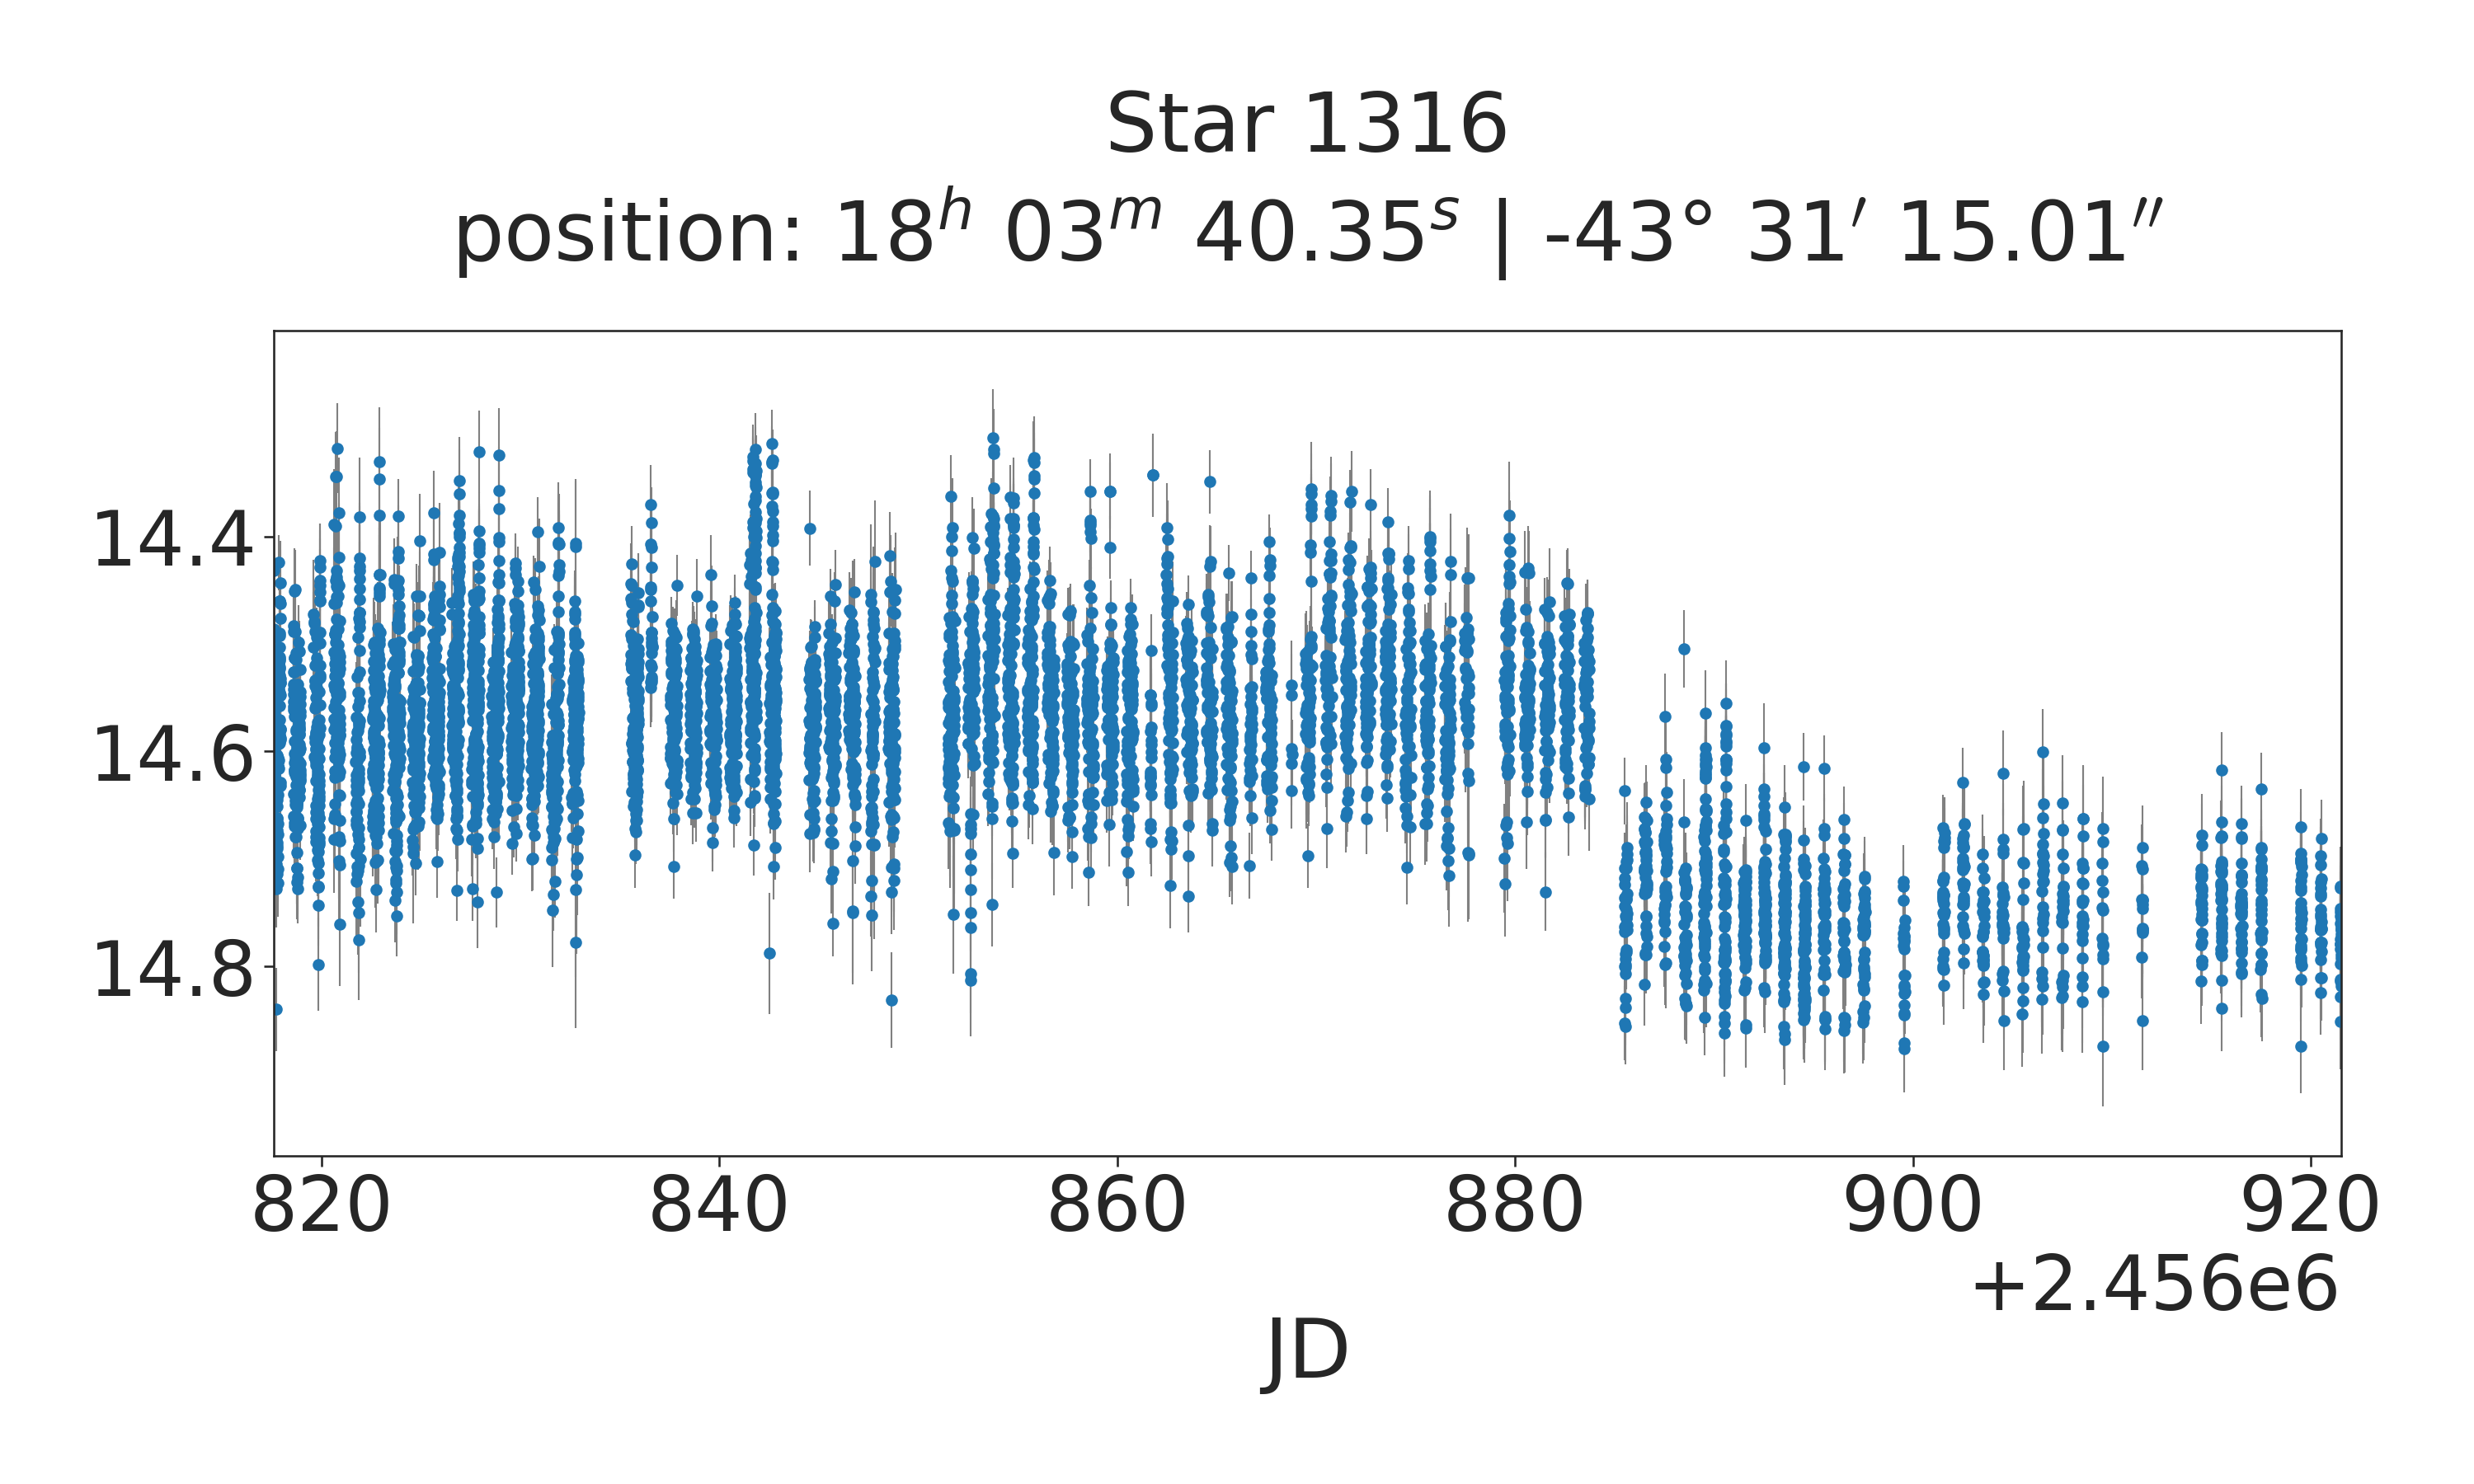 Star 1316
position: 18ʰ 03ᵐ 40.35ˢ | -43° 31′ 15.01″
14.4
14.6
14.8
820 840 860 880 900 920
+2.456e6
JD